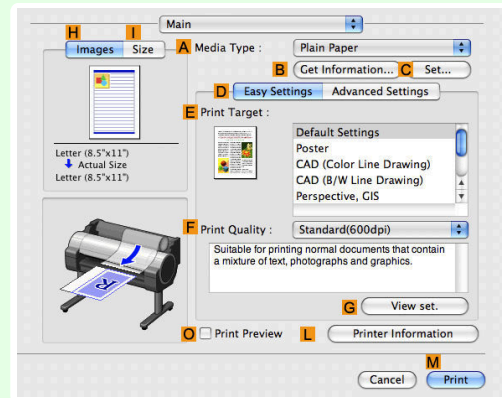 Main
H I
Images Size
A Media Type : Plain Paper
B Get Information... C Set...
D Easy Settings Advanced Settings
E Print Target :
Default Settings
Poster
CAD (Color Line Drawing)
CAD (B/W Line Drawing)
Perspective, GIS
Letter (8.5"x11")
Actual Size
Letter (8.5"x11")
F Print Quality : Standard(600dpi)
Suitable for printing normal documents that contain
a mixture of text, photographs and graphics.
G View set.
O Print Preview L Printer Information
M
Cancel Print